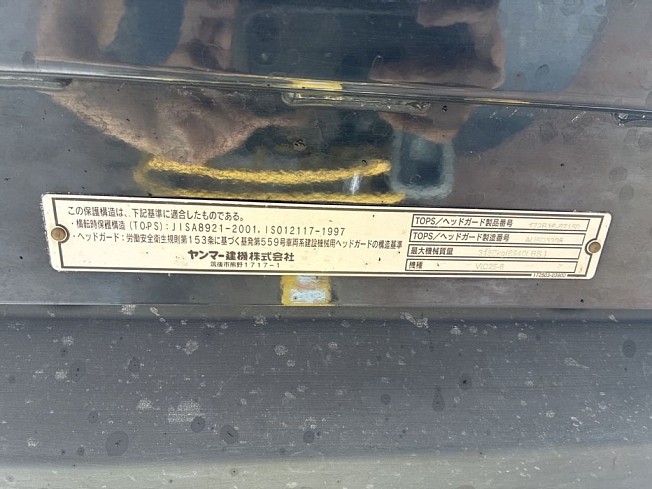 この保護構造は、下記基準に適合したものである。
・横転時保護構造(TOPS):JISA8921-2001,ISO12117-1997
・ヘッドガード:労働安全衛生規則第153条に基づく基発第559号車両系建設機械用ヘッドガードの構造基準
ヤンマー建機株式会社
筑後市熊野1717-1
TOPS/ヘッドガード製品番号
TOPS/ヘッドガード製造番号
最大機械質量
機種 ViO25-6
172B03-03900